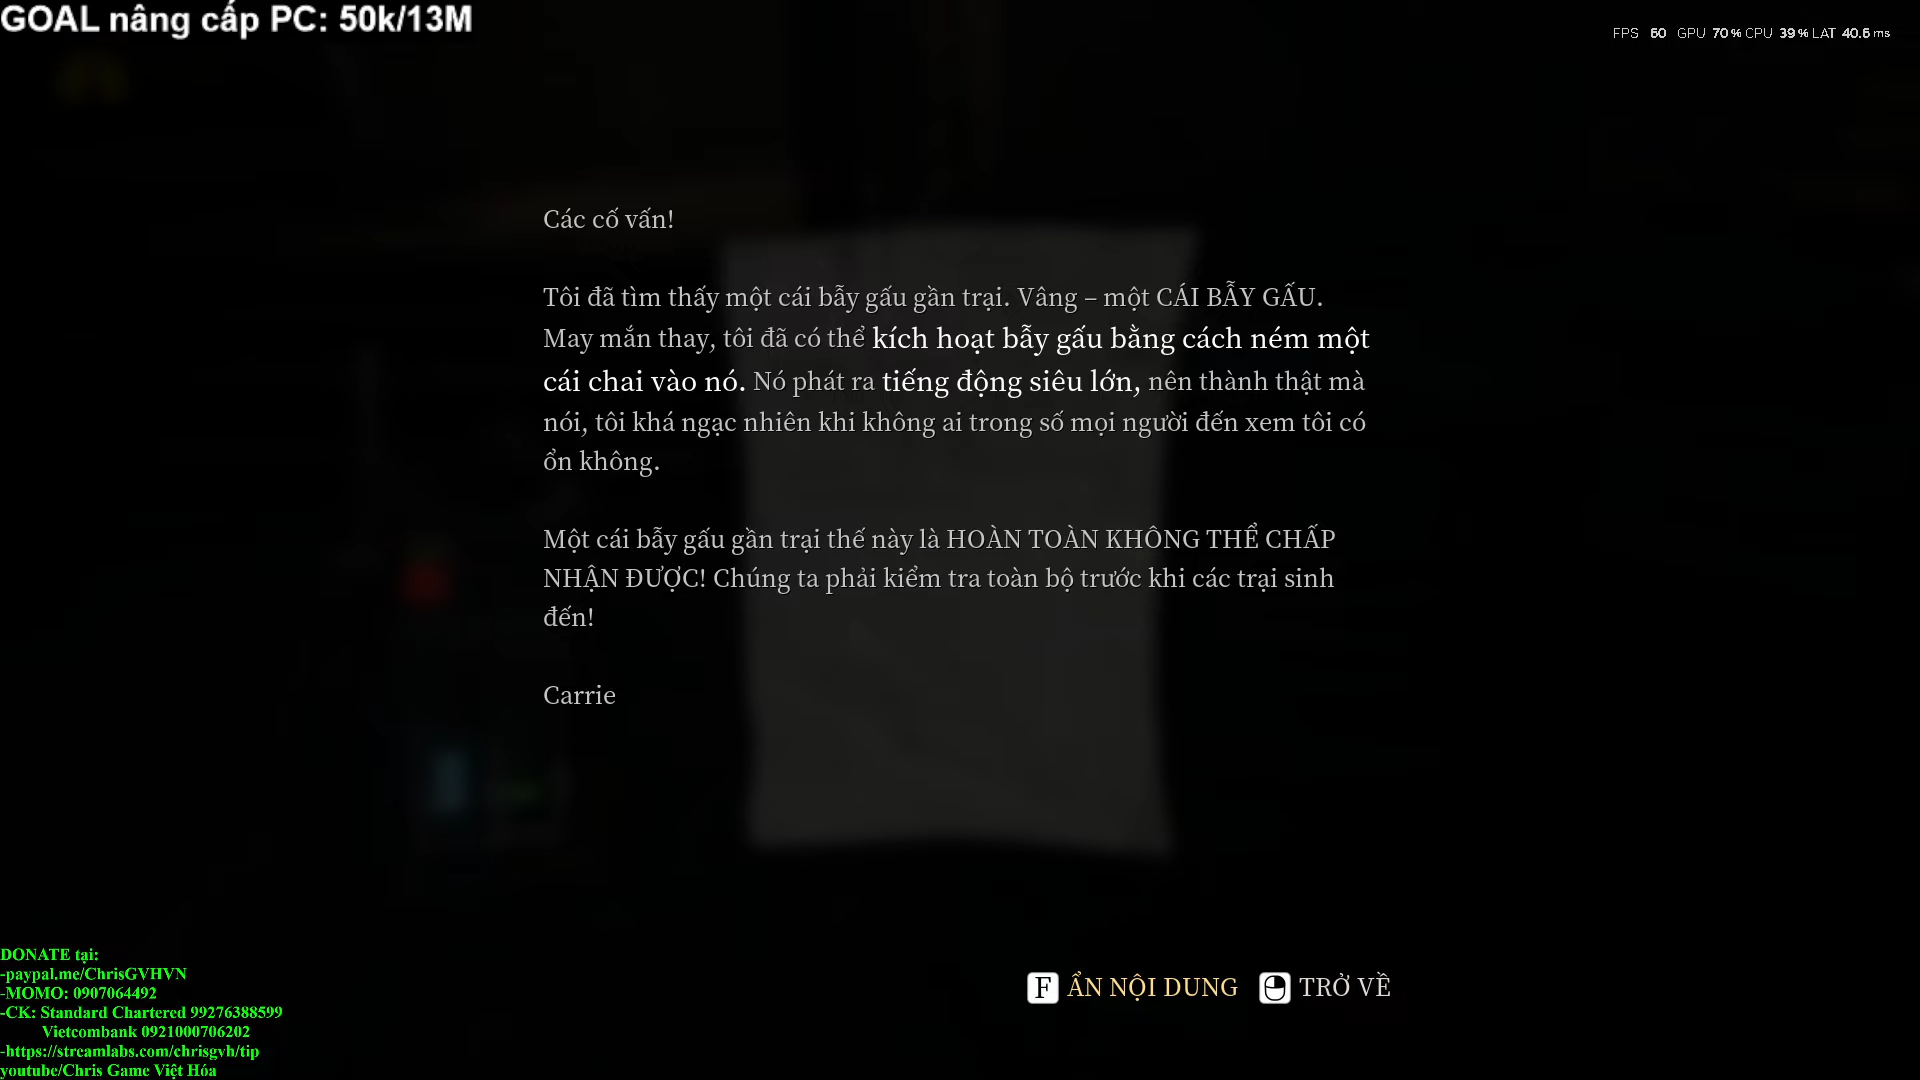 GOAL nâng cấp PC: 50k/13M
FPS 60 GPU 70% CPU 39% LAT 40.6 ms
Các cố vấn!
Tôi đã tìm thấy một cái bẫy gấu gần trại. Vâng – một CÁI BẪY GẤU.
May mắn thay, tôi đã có thể kích hoạt bẫy gấu bằng cách ném một
cái chai vào nó. Nó phát ra tiếng động siêu lớn, nên thành thật mà
nói, tôi khá ngạc nhiên khi không ai trong số mọi người đến xem tôi có
ổn không.
Một cái bẫy gấu gần trại thế này là HOÀN TOÀN KHÔNG THỂ CHẤP
NHẬN ĐƯỢC! Chúng ta phải kiểm tra toàn bộ trước khi các trại sinh
đến!
Carrie
F ẨN NỘI DUNG TRỞ VỀ
DONATE tại:
-paypal.me/ChrisGVHVN
-MOMO: 0907064492
-CK: Standard Chartered 99276388599
Vietcombank 0921000706202
-https://streamlabs.com/chrisgvh/tip
youtube/Chris Game Việt Hóa